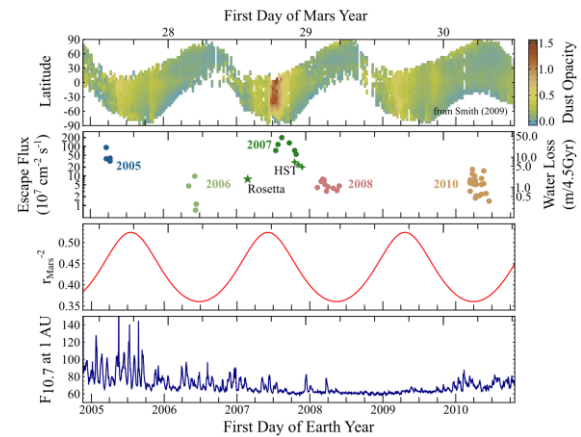 First Day of Mars Year
28 29 30
90
60
30
0
-30
-60
-90
Latitude
from Smith (2009)
1.5
1.0
0.5
0.0
Dust Opacity
Escape Flux
(10⁷ cm⁻² s⁻¹)
200
100
50
20
10
5
2
1
2005
2006
2007
HST
Rosetta
2008
2010
50.0
10.0
5.0
1.0
0.5
Water Loss
(m/4.5Gyr)
r_Mars⁻²
0.50
0.45
0.40
0.35
F₁₀.₇ at 1 AU
140
120
100
80
60
2005 2006 2007 2008 2009 2010
First Day of Earth Year